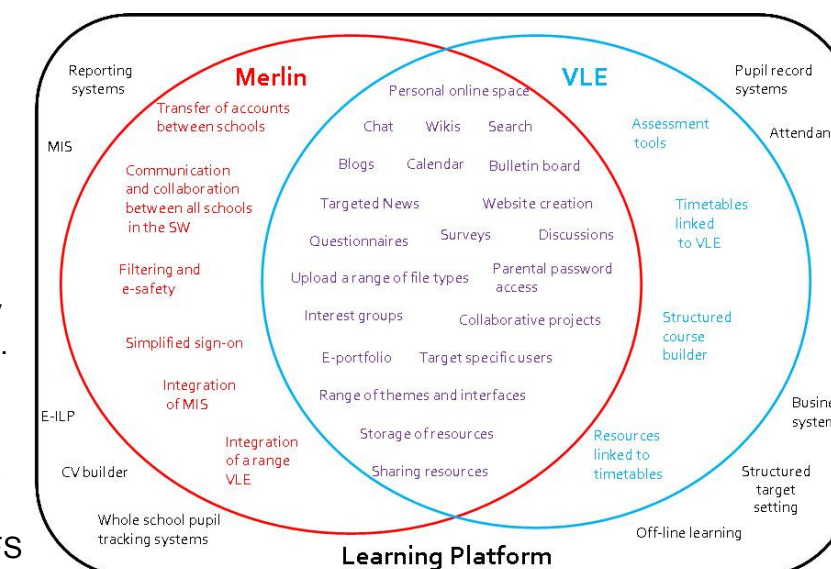 Reporting
systems
MIS
Merlin
Transfer of accounts
between schools
Communication
and collaboration
between all schools
in the SW
Filtering and
e-safety
Simplified sign-on
Integration
of MIS
Integration
of a range
VLE
E-ILP
CV builder
Whole school pupil
tracking systems
Personal online space
Chat Wikis Search
Blogs Calendar Bulletin board
Targeted News Website creation
Questionnaires Surveys Discussions
Upload a range of file types
Parental password
access
Interest groups Collaborative projects
E-portfolio Target specific users
Range of themes and interfaces
Storage of resources
Sharing resources
VLE
Assessment
tools
Timetables
linked
to VLE
Structured
course
builder
Resources
linked to
timetables
Pupil record
systems
Attendan
Busine
system
Structured
target
setting
Off-line learning
Learning Platform
FS